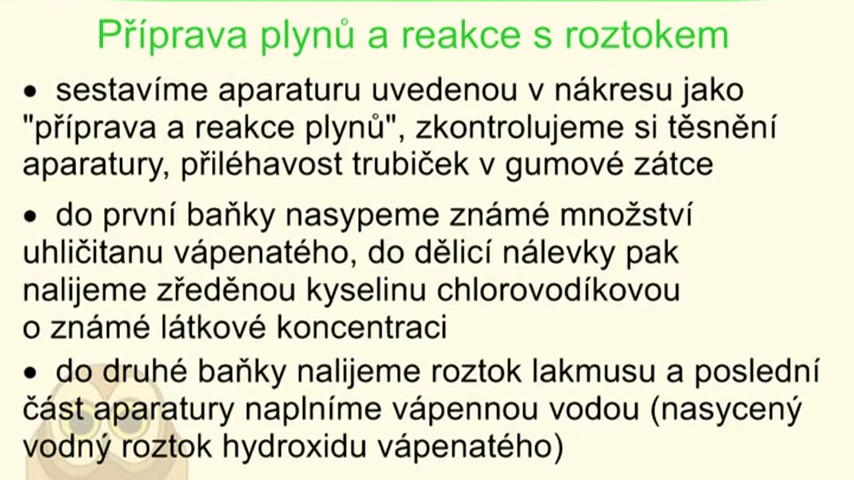 Příprava plynů a reakce s roztokem
• sestavíme aparaturu uvedenou v nákresu jako
"příprava a reakce plynů", zkontrolujeme si těsnění
aparatury, přiléhavost trubiček v gumové zátce
• do první baňky nasypeme známé množství
uhličitanu vápenatého, do dělicí nálevky pak
nalijeme zředěnou kyselinu chlorovodíkovou
o známé látkové koncentraci
• do druhé baňky nalijeme roztok lakmusu a poslední
část aparatury naplníme vápennou vodou (nasycený
vodný roztok hydroxidu vápenatého)